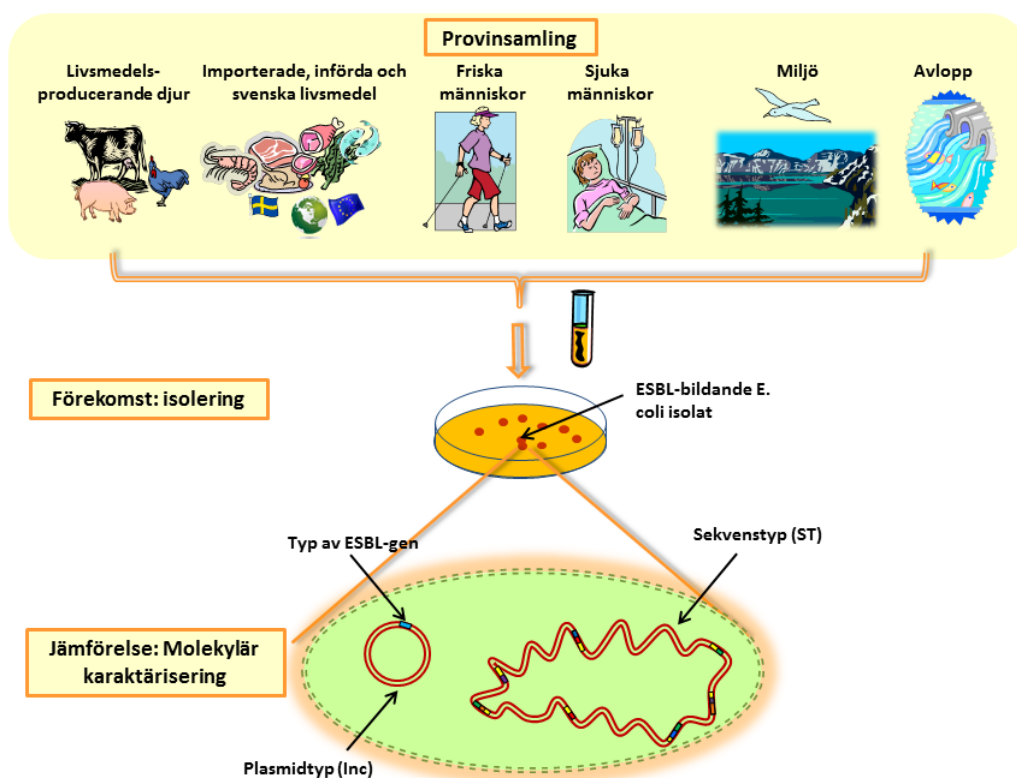 Provinsamling
Livsmedels-
producerande djur
Importerade, införda och
svenska livsmedel
Friska
människor
Sjuka
människor
Miljö
Avlopp
Förekomst: isolering
ESBL-bildande E.
coli isolat
Typ av ESBL-gen
Sekvenstyp (ST)
Jämförelse: Molekylär
karaktärisering
Plasmidtyp (Inc)